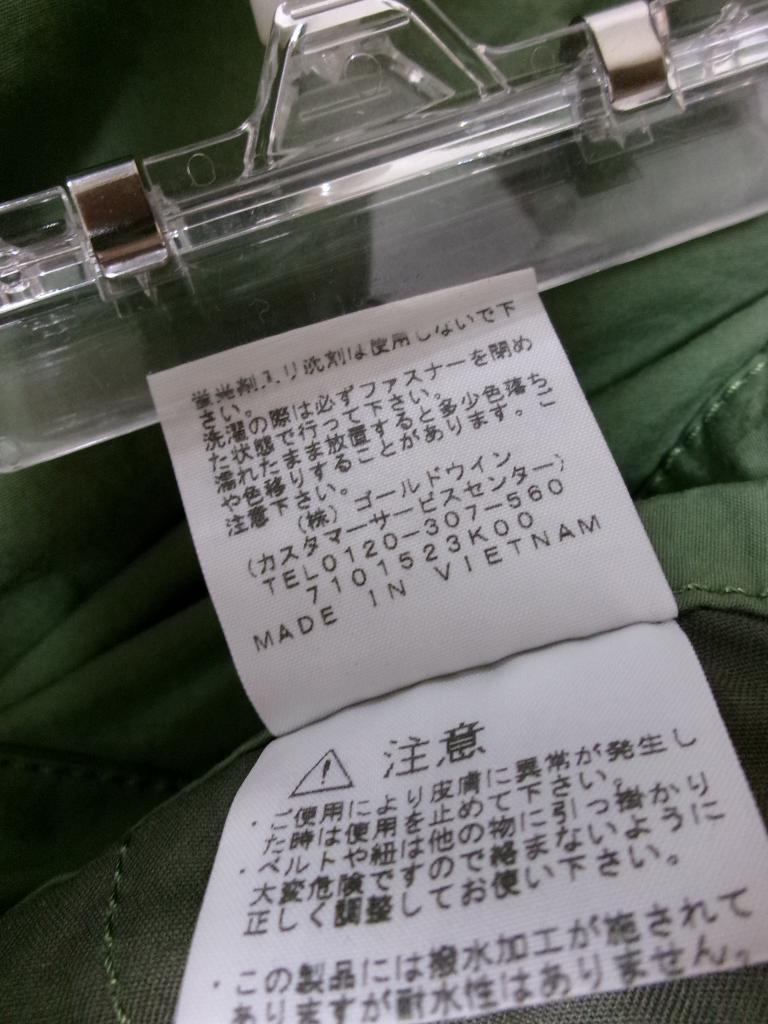 蛍光剤入り洗剤は使用しないで下
さい。
洗濯の際は必ずファスナーを閉め
た状態で行って下さい。
濡れたまま放置すると多少色落ち
や色移りすることがあります。ご
注意下さい。
(株)ゴールドウイン
(カスタマーサービスセンター)
TEL0120-307-560
7101523K00
MADE IN VIETNAM
注意
・ご使用により皮膚に異常が発生し
た時は使用を止めて下さい。
・ベルトや紐は他の物に引っ掛かり
大変危険ですので絡まないように
正しく調整してお使い下さい。
・この製品には撥水加工が施されて
ありますが耐水性はありません。